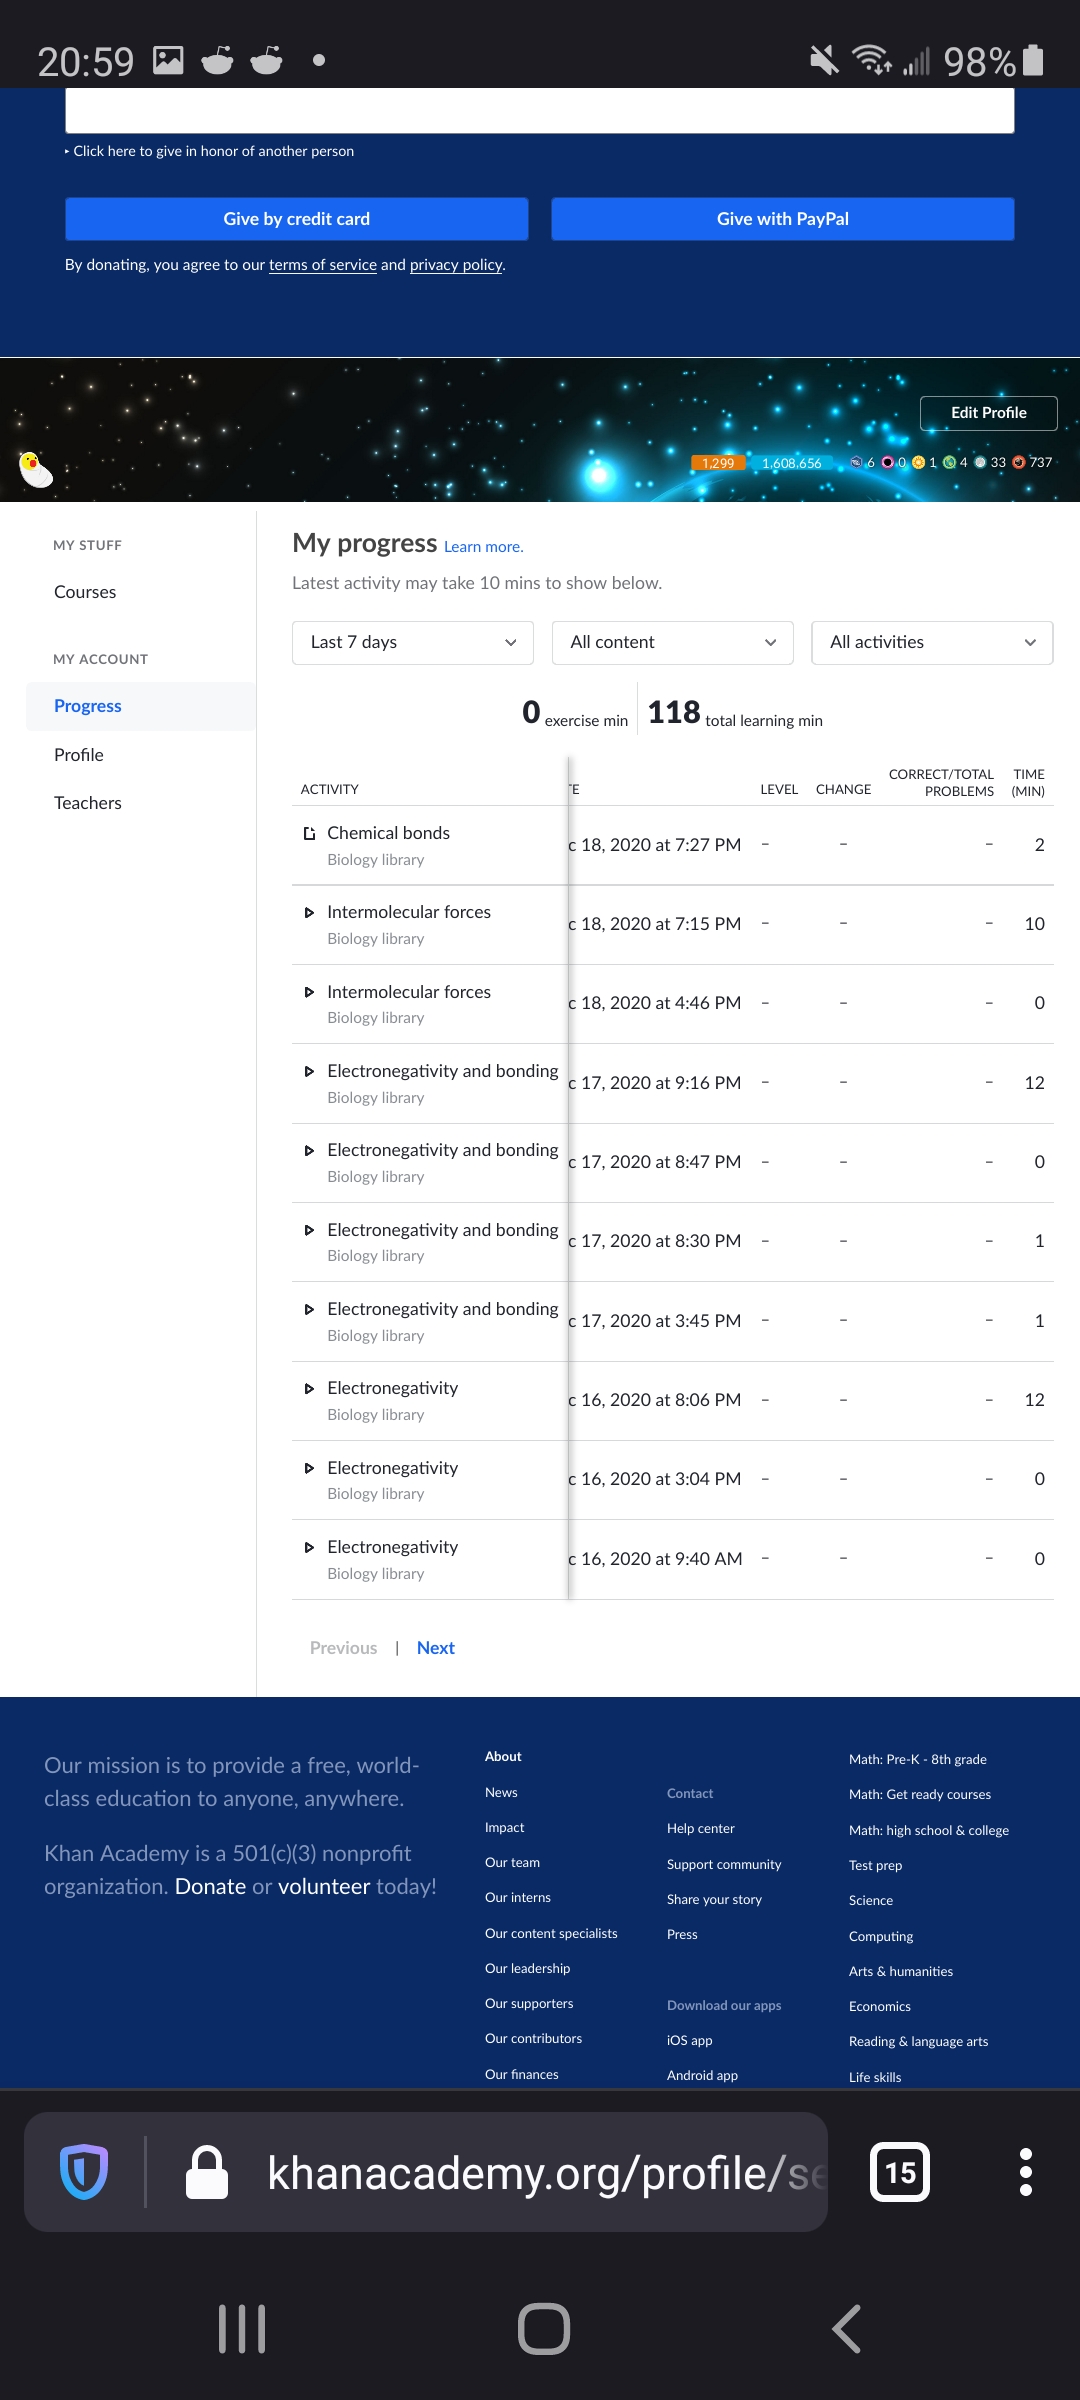 20:59 98%
▸ Click here to give in honor of another person
Give by credit card Give with PayPal
By donating, you agree to our terms of service and privacy policy.
Edit Profile
1,299 1,608,656 6 0 1 4 33 737
MY STUFF
Courses
MY ACCOUNT
Progress
Profile
Teachers
My progress Learn more.
Latest activity may take 10 mins to show below.
Last 7 days All content All activities
0 exercise min 118 total learning min
ACTIVITY TE LEVEL CHANGE CORRECT/TOTAL PROBLEMS TIME (MIN)
Chemical bonds c 18, 2020 at 7:27 PM – – – 2
Biology library
Intermolecular forces c 18, 2020 at 7:15 PM – – – 10
Biology library
Intermolecular forces c 18, 2020 at 4:46 PM – – – 0
Biology library
Electronegativity and bonding c 17, 2020 at 9:16 PM – – – 12
Biology library
Electronegativity and bonding c 17, 2020 at 8:47 PM – – – 0
Biology library
Electronegativity and bonding c 17, 2020 at 8:30 PM – – – 1
Biology library
Electronegativity and bonding c 17, 2020 at 3:45 PM – – – 1
Biology library
Electronegativity c 16, 2020 at 8:06 PM – – – 12
Biology library
Electronegativity c 16, 2020 at 3:04 PM – – – 0
Biology library
Electronegativity c 16, 2020 at 9:40 AM – – – 0
Biology library
Previous | Next
Our mission is to provide a free, world-
class education to anyone, anywhere.
Khan Academy is a 501(c)(3) nonprofit
organization. Donate or volunteer today!
About
News
Impact
Our team
Our interns
Our content specialists
Our leadership
Our supporters
Our contributors
Our finances
Contact
Help center
Support community
Share your story
Press
Download our apps
iOS app
Android app
Math: Pre-K - 8th grade
Math: Get ready courses
Math: high school & college
Test prep
Science
Computing
Arts & humanities
Economics
Reading & language arts
Life skills
khanacademy.org/profile/se
15